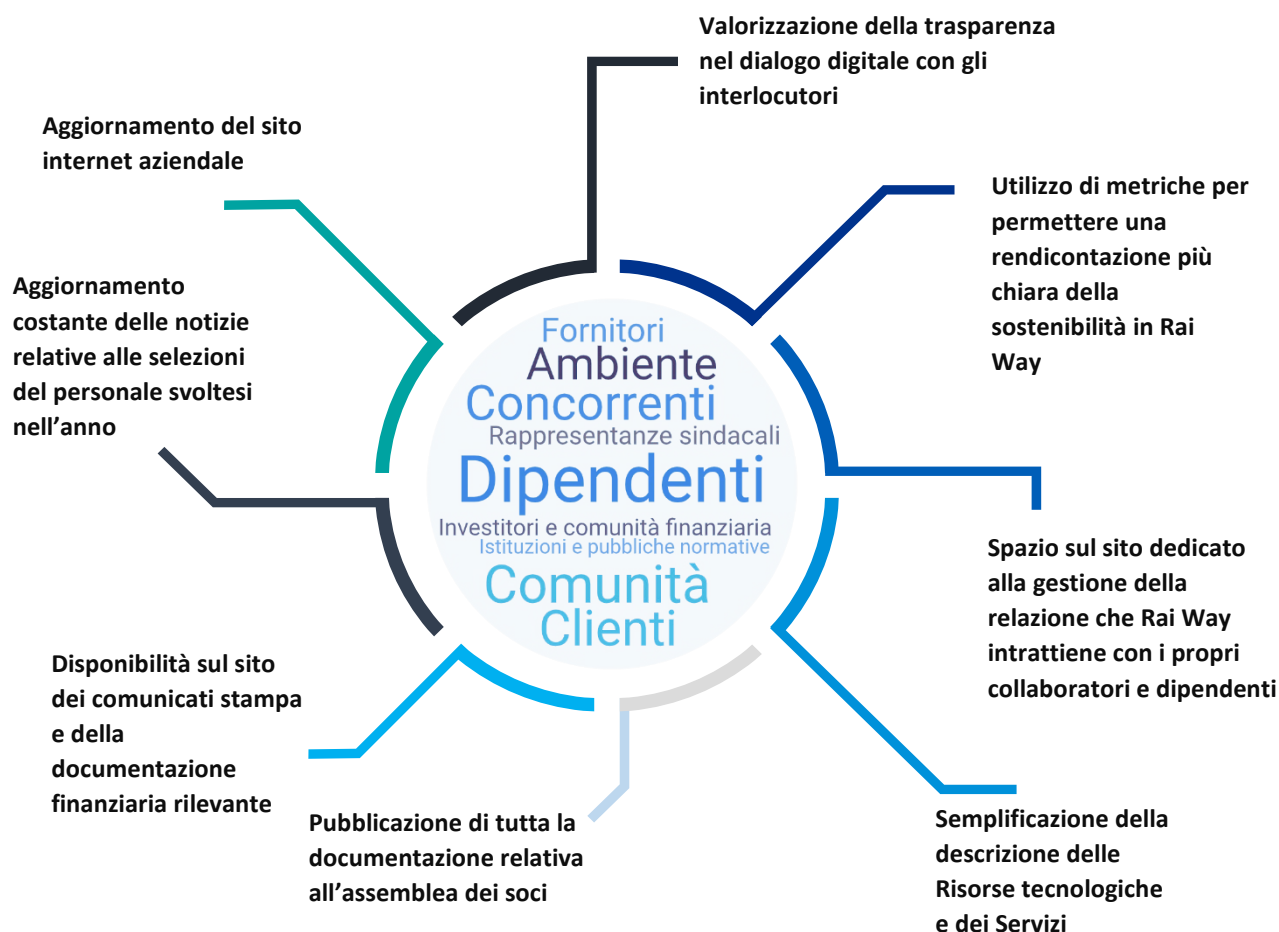 Valorizzazione della trasparenza
nel dialogo digitale con gli
interlocutori
Aggiornamento del sito
internet aziendale
Utilizzo di metriche per
permettere una
rendicontazione più
chiara della
sostenibilità in Rai
Way
Aggiornamento
costante delle notizie
relative alle selezioni
del personale svoltesi
nell’anno
Fornitori
Ambiente
Concorrenti
Rappresentanze sindacali
Dipendenti
Investitori e comunità finanziaria
Istituzioni e pubbliche normative
Comunità
Clienti
Spazio sul sito dedicato
alla gestione della
relazione che Rai Way
intrattiene con i propri
collaboratori e dipendenti
Disponibilità sul sito
dei comunicati stampa
e della
documentazione
finanziaria rilevante
Pubblicazione di tutta la
documentazione relativa
all’assemblea dei soci
Semplificazione della
descrizione delle
Risorse tecnologiche
e dei Servizi